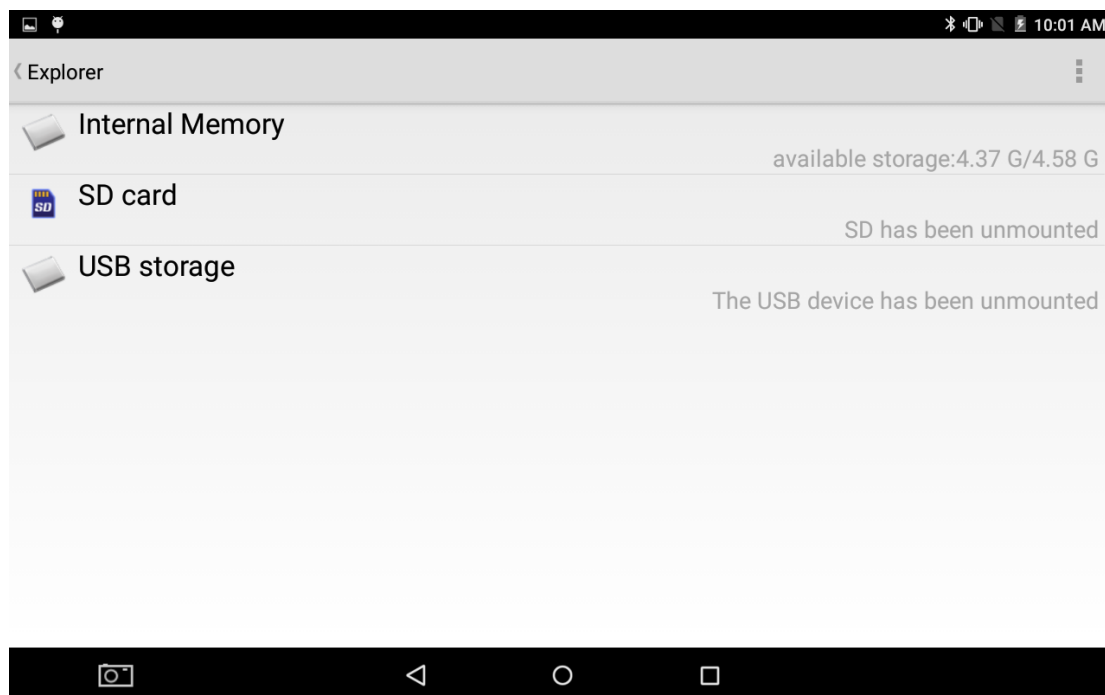 10:01 AM
Explorer
Internal Memory
available storage:4.37 G/4.58 G
SD card
SD
SD has been unmounted
USB storage
The USB device has been unmounted